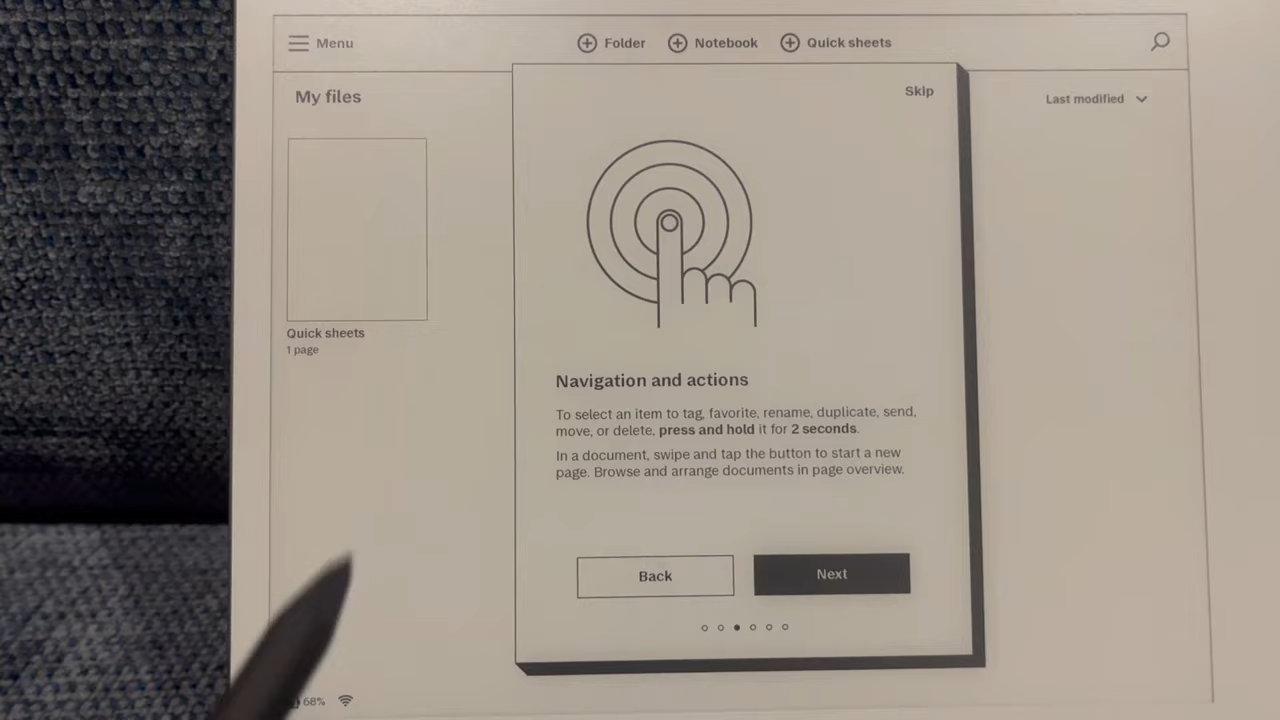 Menu
Folder
Notebook
Quick sheets
My files
Last modified
Quick sheets
1 page
Skip
Navigation and actions
To select an item to tag, favorite, rename, duplicate, send,
move, or delete, press and hold it for 2 seconds.
In a document, swipe and tap the button to start a new
page. Browse and arrange documents in page overview.
Back
Next
68%